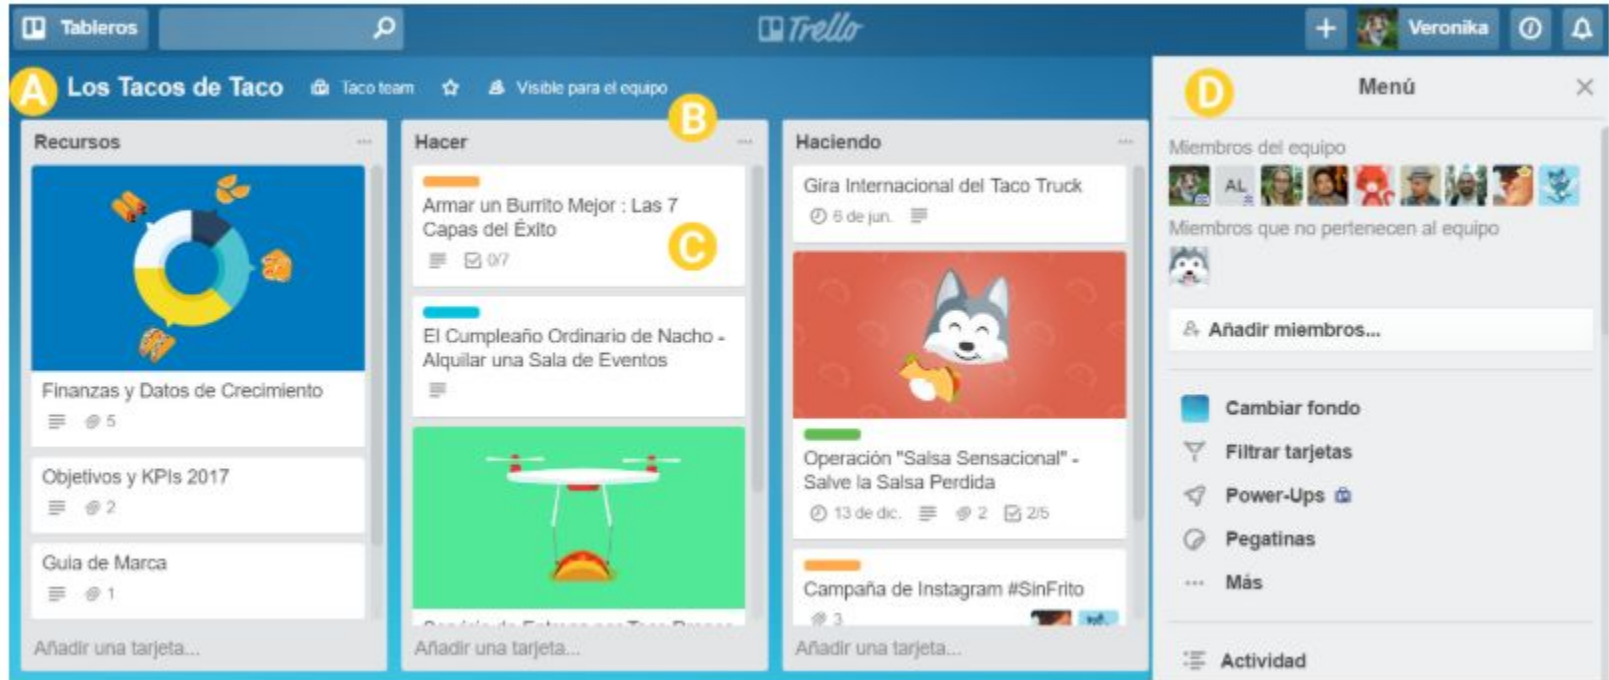 Tableros
Trello
Veronika
A
Los Tacos de Taco
Taco team
Visible para el equipo
B
Recursos
Finanzas y Datos de Crecimiento
5
Objetivos y KPIs 2017
2
Guia de Marca
1
Añadir una tarjeta...
Hacer
Armar un Burrito Mejor : Las 7
Capas del Éxito
C
0/7
El Cumpleaño Ordinario de Nacho -
Alquilar una Sala de Eventos
Añadir una tarjeta...
Haciendo
Gira Internacional del Taco Truck
6 de jun.
Operación "Salsa Sensacional" -
Salve la Salsa Perdida
13 de dic. 2 2/5
Campaña de Instagram #SinFrito
3
Añadir una tarjeta...
D
Menú
Miembros del equipo
AL
Miembros que no pertenecen al equipo
Añadir miembros...
Cambiar fondo
Filtrar tarjetas
Power-Ups
Pegatinas
Más
Actividad